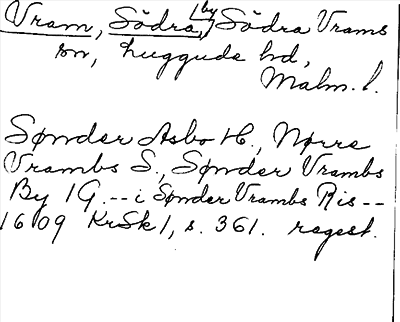 Vram, Södra, by Södra Vrams
sn, Luggude hd,
Malm. l.
Sønder Asbo H., Nørre
Vrambs S., Sønder Vrambs
By 1 G. -- i Sønder Vrambs Ris --
1609 KrSk 1, s. 361. regest.